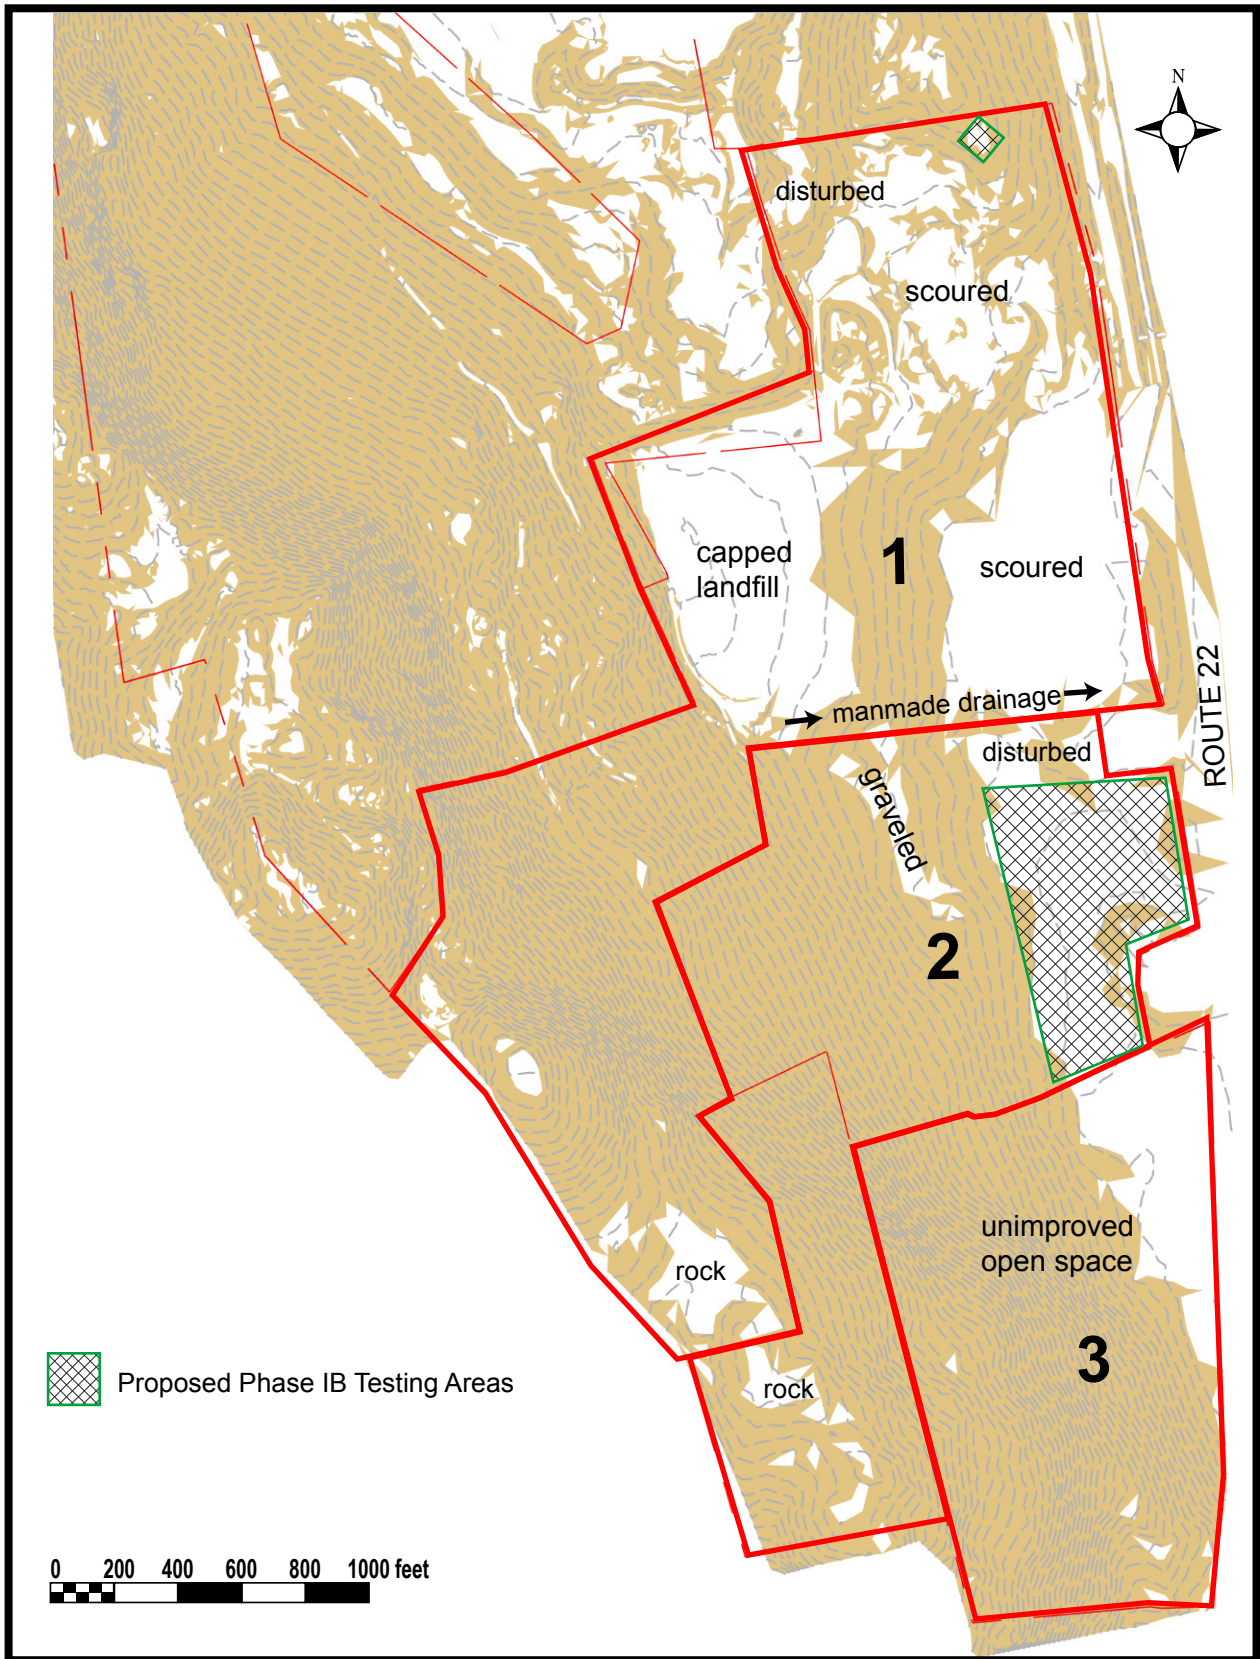 N
disturbed
scoured
capped
landfill
1
scoured
ROUTE 22
manmade drainage
disturbed
graveled
2
unimproved
open space
rock
3
rock
Proposed Phase IB Testing Areas
0 200 400 600 800 1000 feet